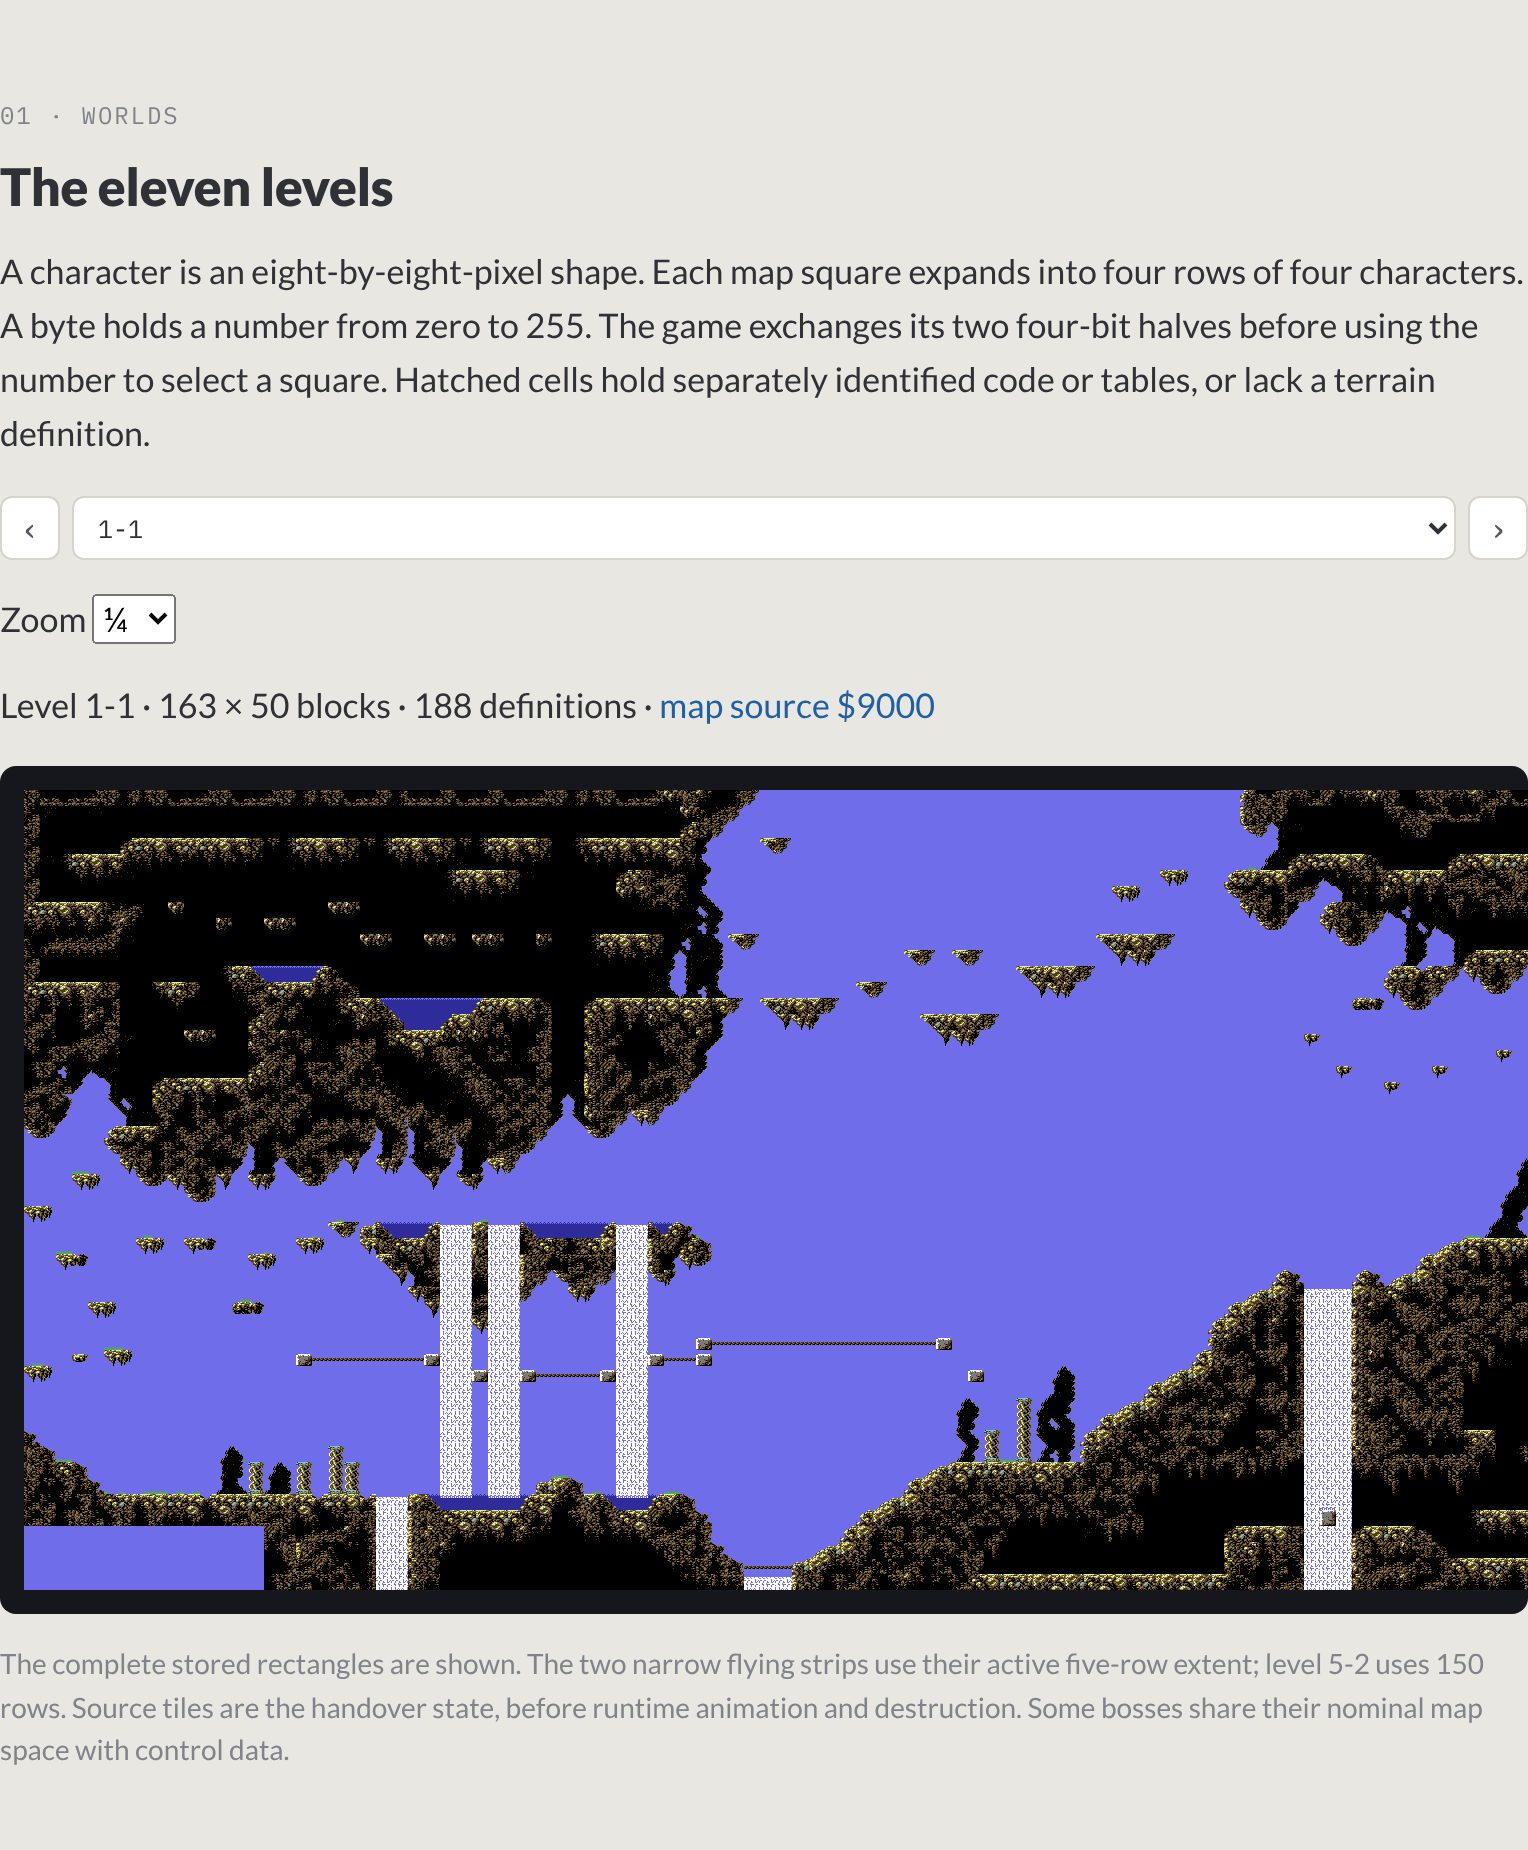 01 · WORLDS
The eleven levels
A character is an eight-by-eight-pixel shape. Each map square expands into four rows of four characters.
A byte holds a number from zero to 255. The game exchanges its two four-bit halves before using the
number to select a square. Hatched cells hold separately identified code or tables, or lack a terrain
definition.
‹ 1-1 ›
Zoom ¼
Level 1-1 · 163 × 50 blocks · 188 definitions · map source $9000
The complete stored rectangles are shown. The two narrow flying strips use their active five-row extent; level 5-2 uses 150
rows. Source tiles are the handover state, before runtime animation and destruction. Some bosses share their nominal map
space with control data.